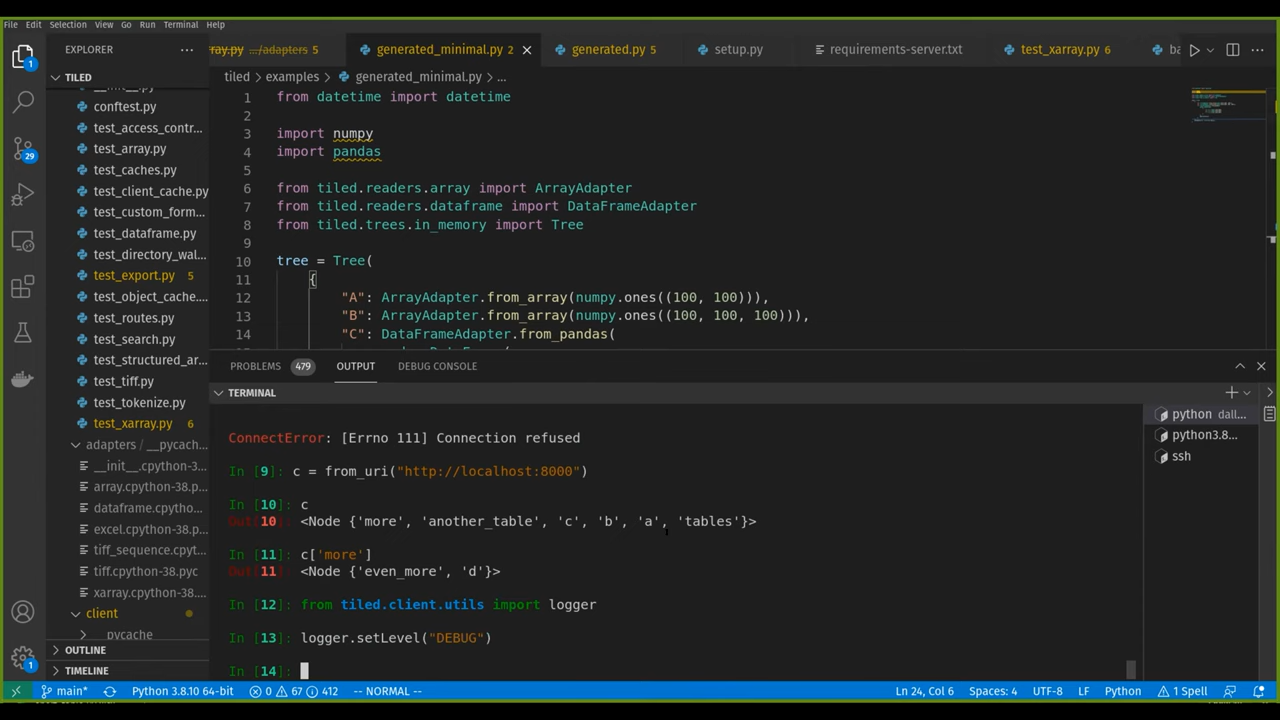 File Edit Selection View Go Run Terminal Help
EXPLORER
ray.py .../adapters 5 generated_minimal.py 2 generated.py 5 setup.py requirements-server.txt test_xarray.py 6 ba
TILED
tiled > examples > generated_minimal.py > ...
__init__.py
conftest.py
test_access_contr...
test_array.py
test_caches.py
test_client_cache.py
test_custom_form...
test_dataframe.py
test_directory_wal...
test_export.py 5
test_object_cache....
test_routes.py
test_search.py
test_structured_ar...
test_tiff.py
test_tokenize.py
test_xarray.py 6
adapters / __pycach...
__init__.cpython-3...
array.cpython-38.p...
dataframe.cpytho...
excel.cpython-38.p...
tiff_sequence.cpyt...
tiff.cpython-38.pyc
xarray.cpython-38....
client
__pycache__
OUTLINE
TIMELINE
1 from datetime import datetime
2
3 import numpy
4 import pandas
5
6 from tiled.readers.array import ArrayAdapter
7 from tiled.readers.dataframe import DataFrameAdapter
8 from tiled.trees.in_memory import Tree
9
10 tree = Tree(
11 {
12 "A": ArrayAdapter.from_array(numpy.ones((100, 100))),
13 "B": ArrayAdapter.from_array(numpy.ones((100, 100, 100))),
14 "C": DataFrameAdapter.from_pandas(
PROBLEMS 479 OUTPUT DEBUG CONSOLE
TERMINAL
ConnectError: [Errno 111] Connection refused
In [9]: c = from_uri("http://localhost:8000")
In [10]: c
Out[10]: <Node {'more', 'another_table', 'c', 'b', 'a', 'tables'}>
In [11]: c['more']
Out[11]: <Node {'even_more', 'd'}>
In [12]: from tiled.client.utils import logger
In [13]: logger.setLevel("DEBUG")
In [14]:
python dall...
python3.8...
ssh
1
29
1
main* Python 3.8.10 64-bit 0 67 412 -- NORMAL -- Ln 24, Col 6 Spaces: 4 UTF-8 LF Python 1 Spell